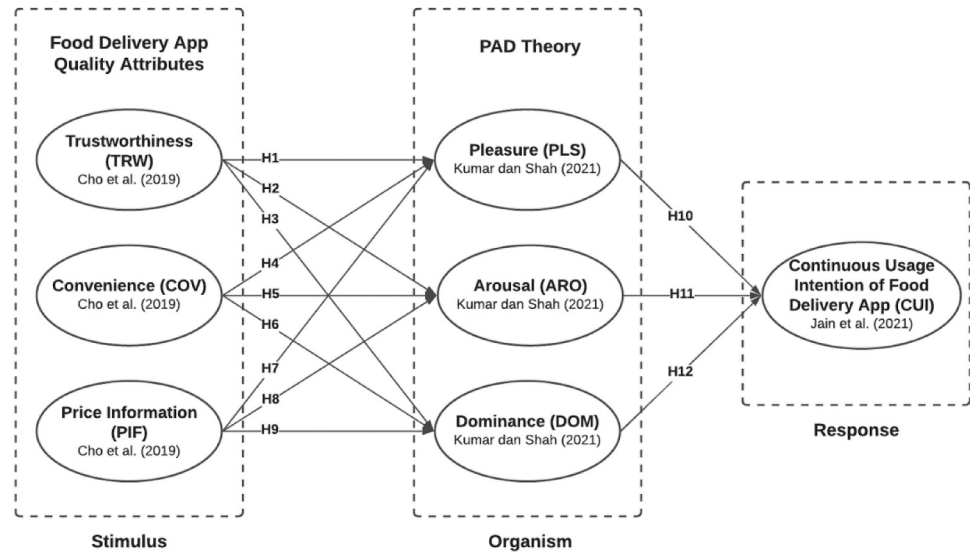 Food Delivery App
Quality Attributes
Trustworthiness
(TRW)
Cho et al. (2019)
Convenience (COV)
Cho et al. (2019)
Price Information
(PIF)
Cho et al. (2019)
Stimulus
H1
H2
H3
H4
H5
H6
H7
H8
H9
PAD Theory
Pleasure (PLS)
Kumar dan Shah (2021)
Arousal (ARO)
Kumar dan Shah (2021)
Dominance (DOM)
Kumar dan Shah (2021)
Organism
H10
H11
H12
Continuous Usage
Intention of Food
Delivery App (CUI)
Jain et al. (2021)
Response